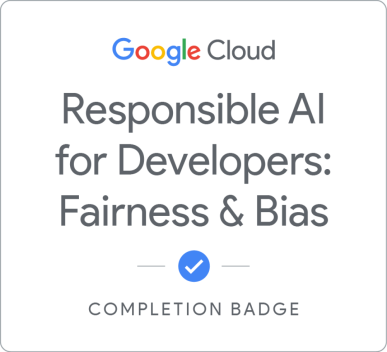 Google Cloud
Responsible AI
for Developers:
Fairness & Bias
COMPLETION BADGE